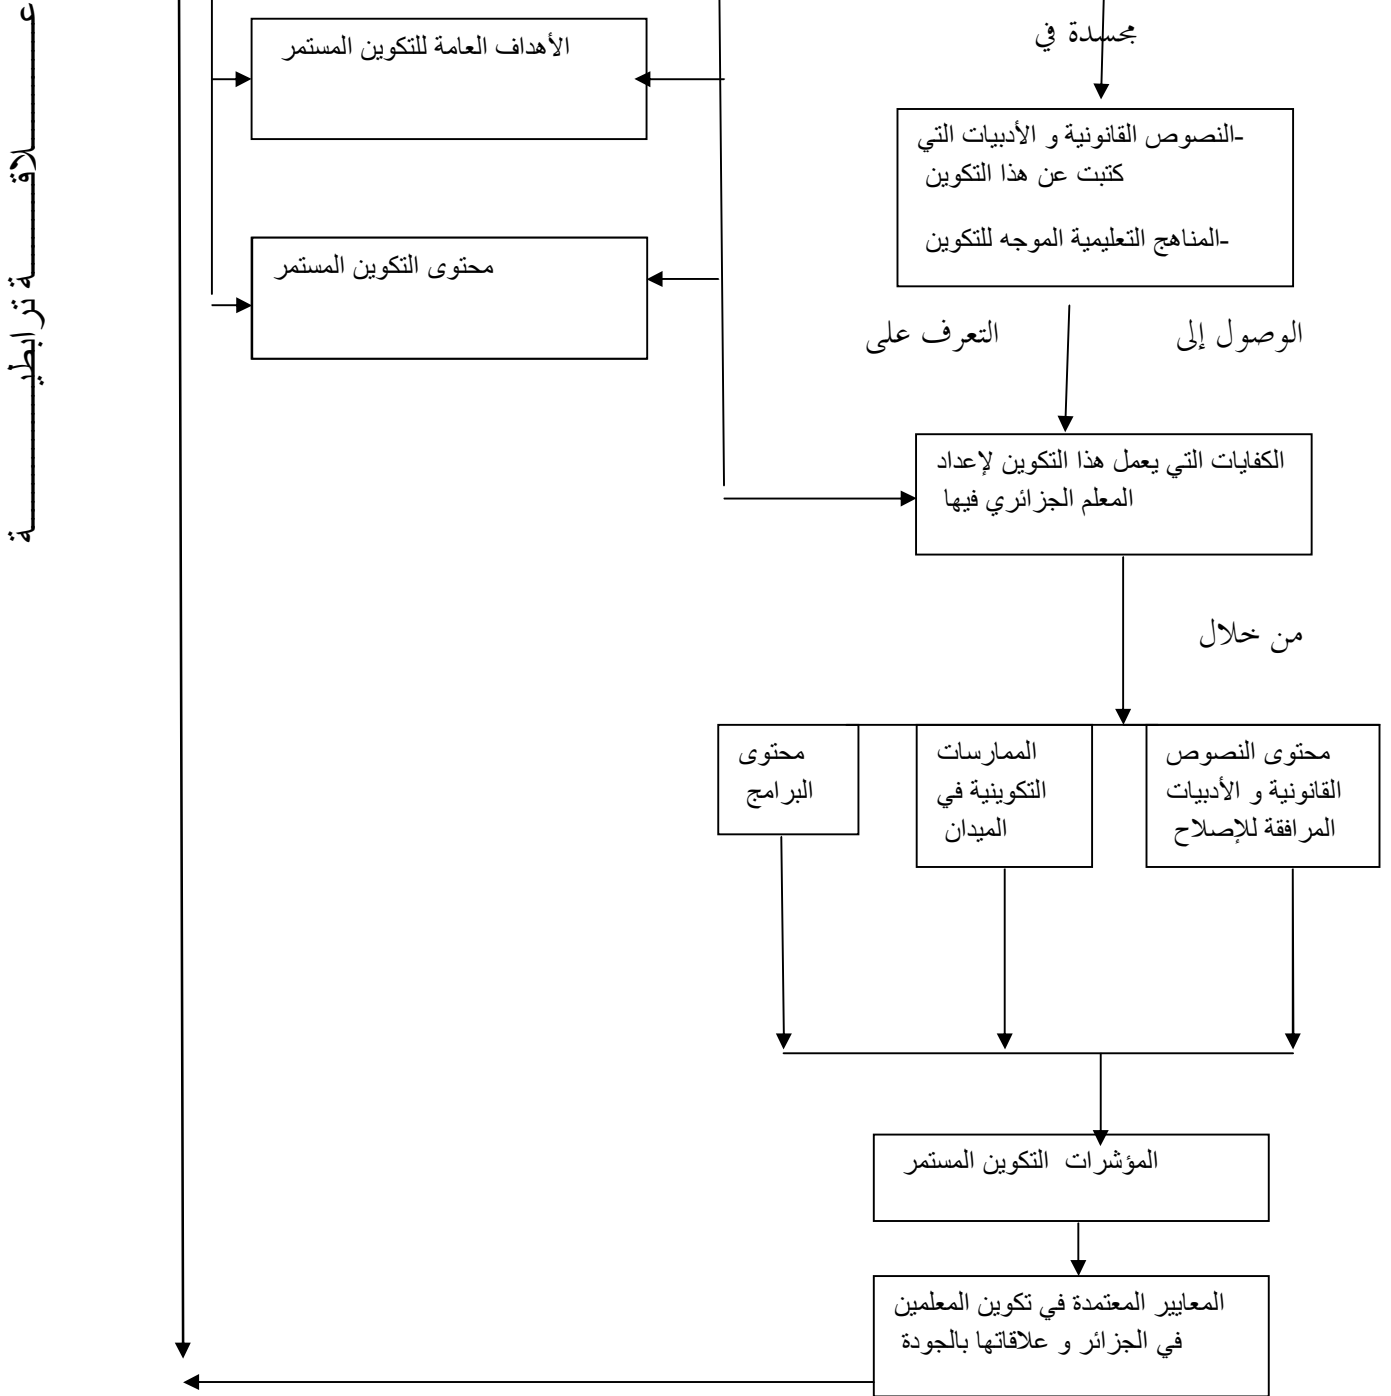 مجسدة في
الأهداف العامة للتكوين المستمر
-النصوص القانونية و الأدبيات التي
كتبت عن هذا التكوين
-المناهج التعليمية الموجه للتكوين
محتوى التكوين المستمر
الوصول إلى
التعرف على
الكفايات التي يعمل هذا التكوين لإعداد
المعلم الجزائري فيها
من خلال
محتوى النصوص
القانونية و الأدبيات
المرافقة للإصلاح
الممارسات
التكوينية في
الميدان
محتوى
البرامج
المؤشرات التكوين المستمر
المعايير المعتمدة في تكوين المعلمين
في الجزائر و علاقاتها بالجودة
عـــــــلاقـــــــة ترابطيـــــــة